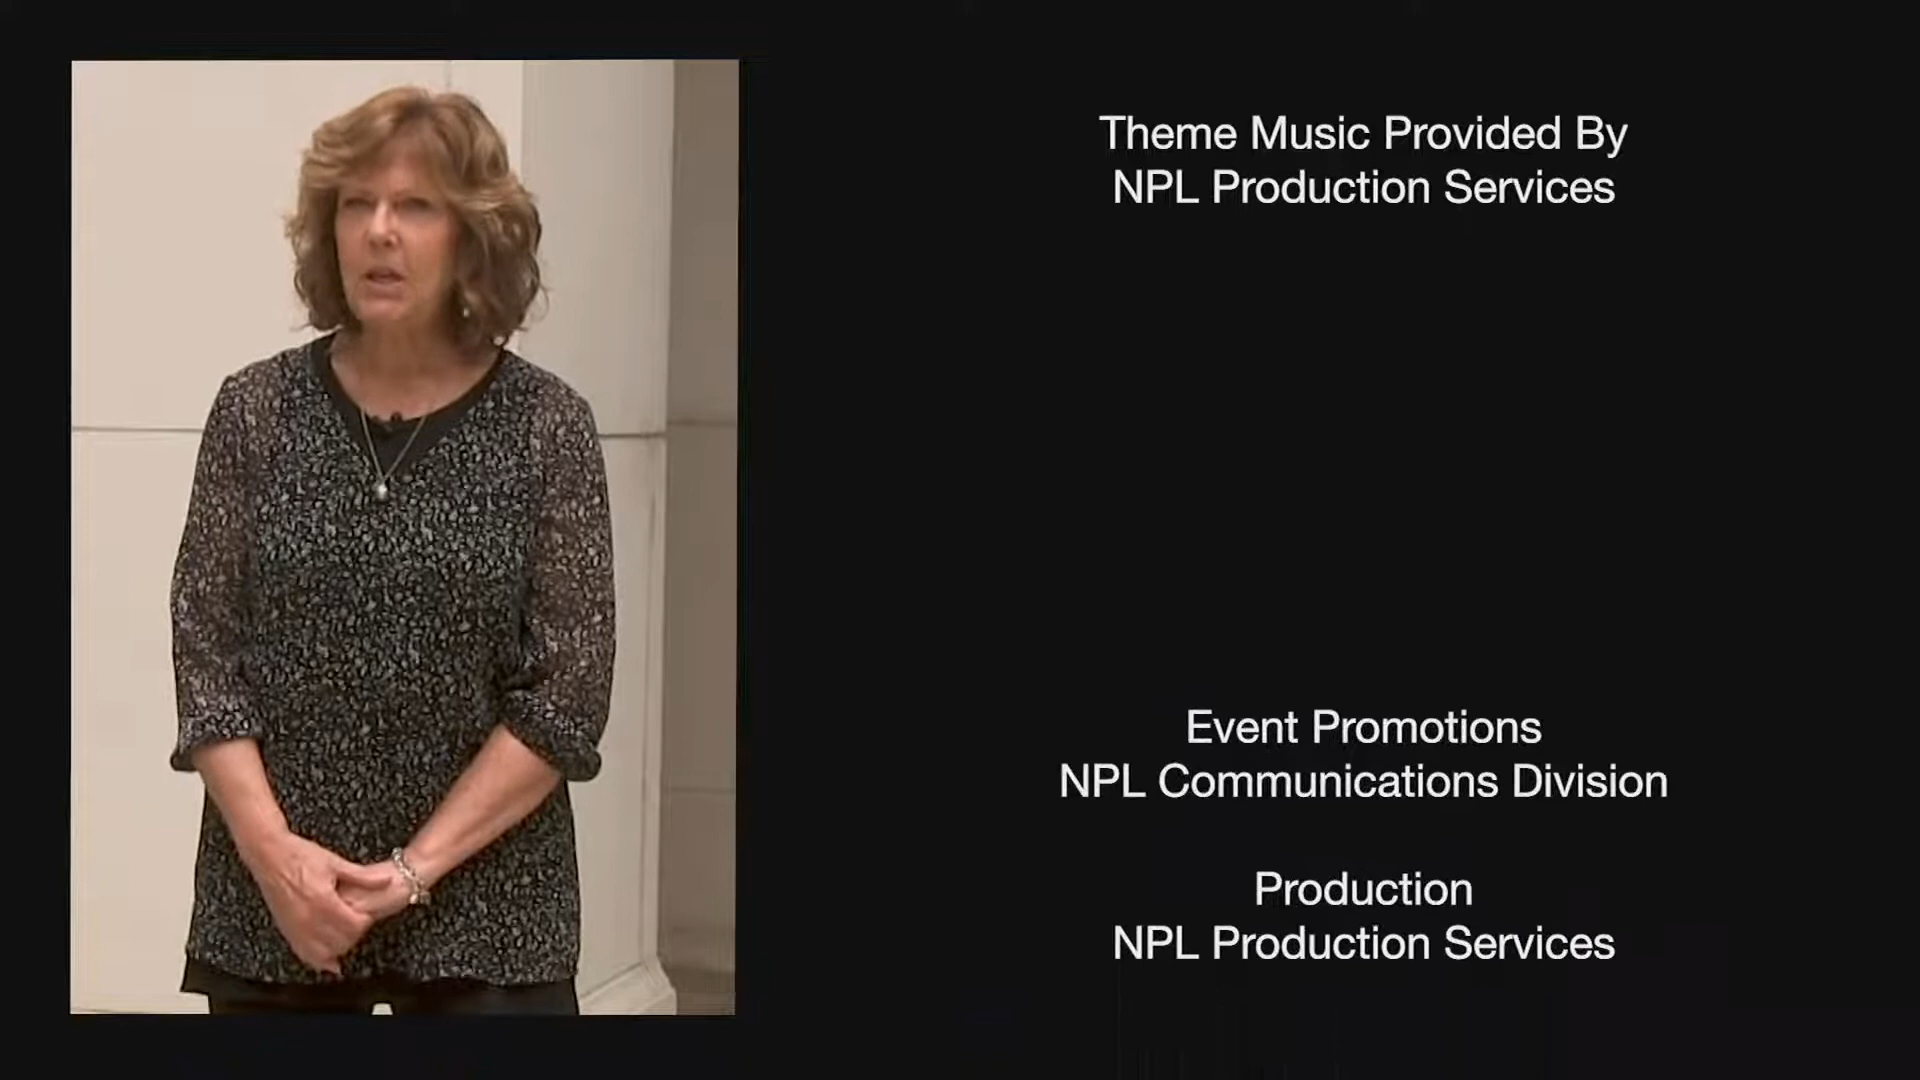 Theme Music Provided By
NPL Production Services
Event Promotions
NPL Communications Division
Production
NPL Production Services